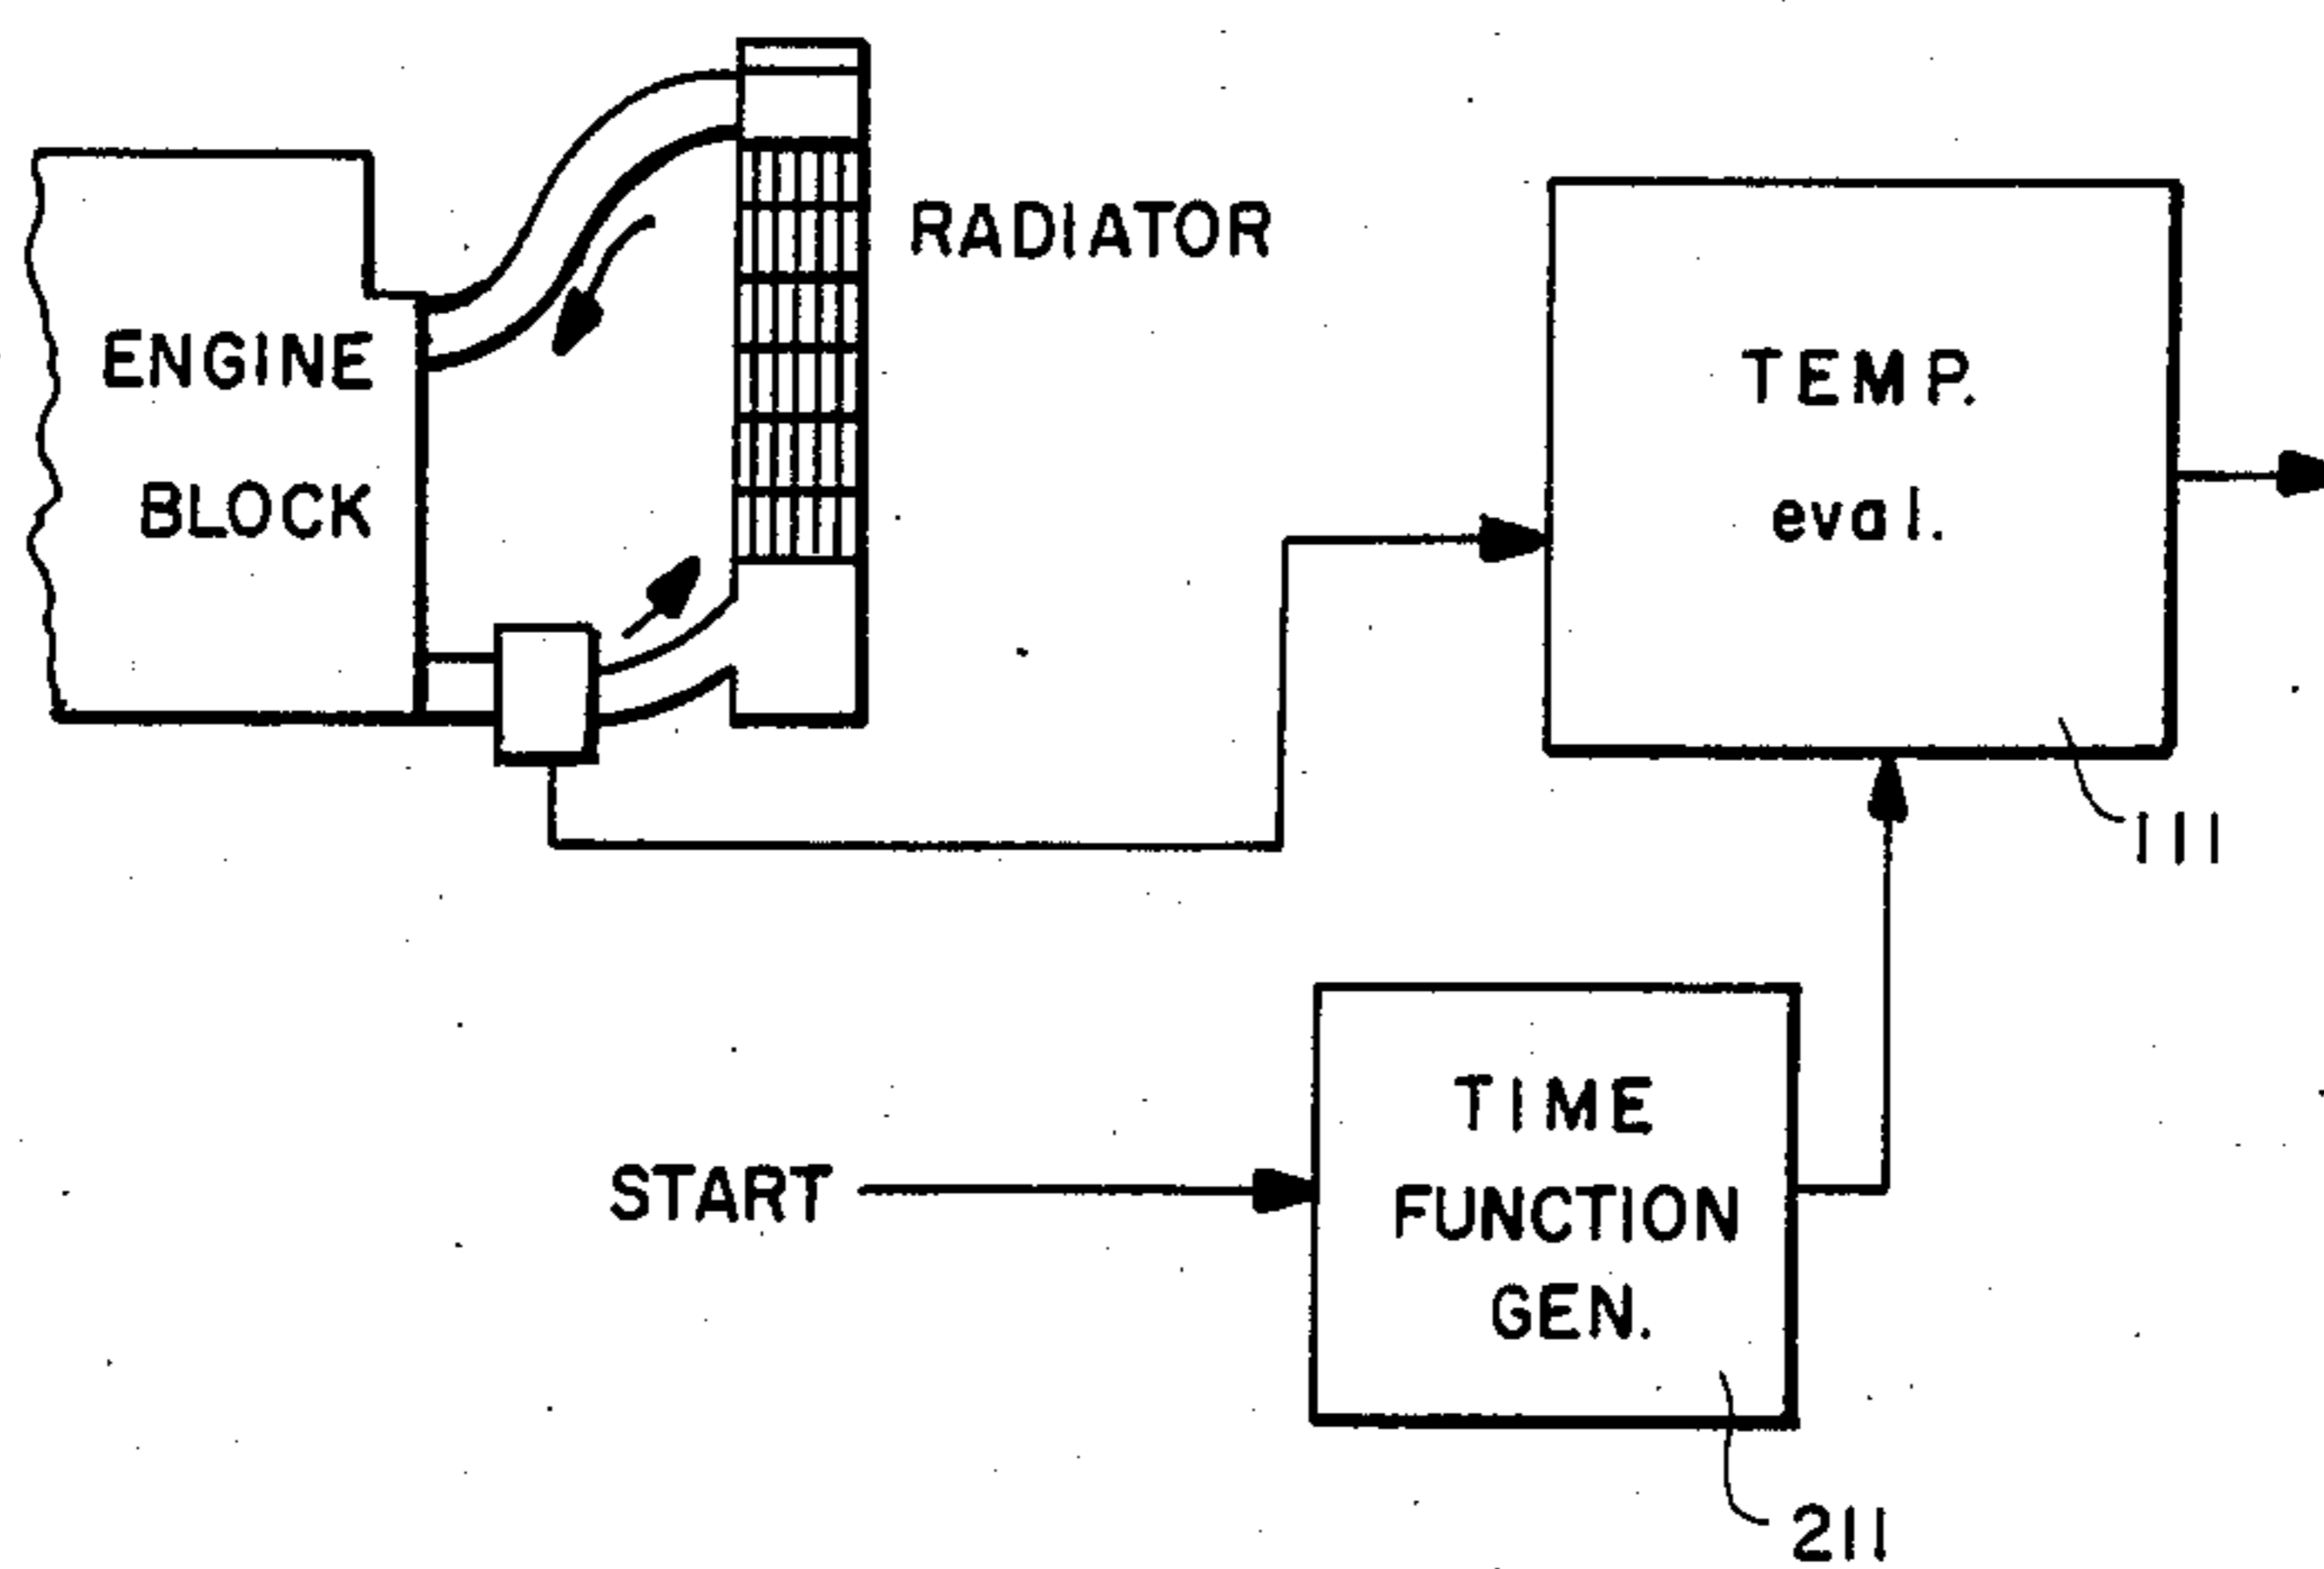 RADIATOR
ENGINE
BLOCK
TEMP.
eval.
111
START
TIME
FUNCTION
GEN.
211